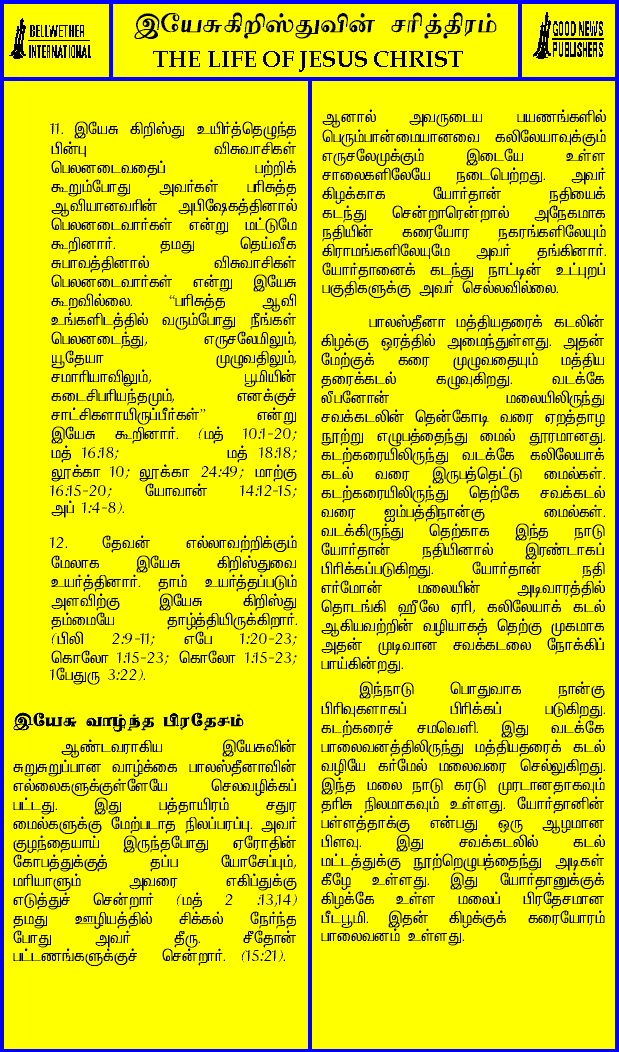 BELLWETHER
INTERNATIONAL
இயேசுகிறிஸ்துவின் சரித்திரம்
THE LIFE OF JESUS CHRIST
GOOD NEWS
PUBLISHERS
11. இயேசு கிறிஸ்து உயிர்த்தெழுந்த
பின்பு விசுவாசிகள்
பெலனடைவதைப் பற்றிக்
கூறும்போது அவர்கள் பரிசுத்த
ஆவியானவரின் அபிஷேகத்தினால்
பெலனடைவார்கள் என்று மட்டுமே
கூறினார். தமது தெய்வீக
சுபாவத்தினால் விசுவாசிகள்
பெலனடைவார்கள் என்று இயேசு
கூறவில்லை. “பரிசுத்த ஆவி
உங்களிடத்தில் வரும்போது நீங்கள்
பெலனடைந்து, எருசலேமிலும்,
யூதேயா முழுவதிலும்,
சமாரியாவிலும், பூமியின்
கடைசிபரியந்தமும், எனக்குச்
சாட்சிகளாயிருப்பீர்கள்” என்று
இயேசு கூறினார். (மத் 10:1-20;
மத் 16:18; மத் 18:18;
லூக்கா 10; லூக்கா 24:49; மாற்கு
16:15-20; யோவான் 14:12-15;
அப் 1:4-8).
12. தேவன் எல்லாவற்றிக்கும்
மேலாக இயேசு கிறிஸ்துவை
உயர்த்தினார். தாம் உயர்த்தப்படும்
அளவிற்கு இயேசு கிறிஸ்து
தம்மையே தாழ்த்தியிருக்கிறார்.
(பிலி 2:9-11; எபே 1:20-23;
கொலோ 1:15-23; கொலோ 1:15-23;
1பேதுரு 3:22).
இயேசு வாழ்ந்த பிரதேசம்
ஆண்டவராகிய இயேசுவின்
சுறுசுறுப்பான வாழ்க்கை பாலஸ்தீனாவின்
எல்லைகளுக்குள்ளேயே செலவழிக்கப்
பட்டது. இது பத்தாயிரம் சதுர
மைல்களுக்கு மேற்படாத நிலப்பரப்பு. அவர்
குழந்தையாய் இருந்தபோது ஏரோதின்
கோபத்துக்குத் தப்ப யோசேப்பும்,
மரியாளும் அவரை எகிப்துக்கு
எடுத்துச் சென்றார் (மத் 2 :13,14)
தமது ஊழியத்தில் சிக்கல் நேர்ந்த
போது அவர் தீரு. சீதோன்
பட்டணங்களுக்குச் சென்றார். (15:21).
ஆனால் அவருடைய பயணங்களில்
பெரும்பான்மையானவை கலிலேயாவுக்கும்
எருசலேமுக்கும் இடையே உள்ள
சாலைகளிலேயே நடைபெற்றது. அவர்
கிழக்காக யோர்தான் நதியைக்
கடந்து சென்றாரென்றால் அநேகமாக
நதியின் கரையோர நகரங்களிலேயும்
கிராமங்களிலேயுமே அவர் தங்கினார்.
யோர்தானைக் கடந்து நாட்டின் உட்புறப்
பகுதிகளுக்கு அவர் செல்லவில்லை.
பாலஸ்தீனா மத்தியதரைக் கடலின்
கிழக்கு ஓரத்தில் அமைந்துள்ளது. அதன்
மேற்குக் கரை முழுவதையும் மத்திய
தரைக்கடல் கழுவுகிறது. வடக்கே
லீபனோன் மலையிலிருந்து
சவக்கடலின் தென்கோடி வரை ஏறத்தாழ
நூற்று எழுபத்தைந்து மைல் தூரமானது.
கடற்கரையிலிருந்து வடக்கே கலிலேயாக்
கடல் வரை இருபத்தெட்டு மைல்கள்.
கடற்கரையிலிருந்து தெற்கே சவக்கடல்
வரை ஐம்பத்திநான்கு மைல்கள்.
வடக்கிருந்து தெற்காக இந்த நாடு
யோர்தான் நதியினால் இரண்டாகப்
பிரிக்கப்படுகிறது. யோர்தான் நதி
எர்மோன் மலையின் அடிவாரத்தில்
தொடங்கி ஹீலே ஏரி, கலிலேயாக் கடல்
ஆகியவற்றின் வழியாகத் தெற்கு முகமாக
அதன் முடிவான சவக்கடலை நோக்கிப்
பாய்கின்றது.
இந்நாடு பொதுவாக நான்கு
பிரிவுகளாகப் பிரிக்கப் படுகிறது.
கடற்கரைச் சமவெளி. இது வடக்கே
பாலைவனத்திலிருந்து மத்தியதரைக் கடல்
வழியே கர்மேல் மலைவரை செல்லுகிறது.
இந்த மலை நாடு கரடு முரடானதாகவும்
தரிசு நிலமாகவும் உள்ளது. யோர்தானின்
பள்ளத்தாக்கு என்பது ஒரு ஆழமான
பிளவு. இது சவக்கடலில் கடல்
மட்டத்துக்கு நூற்றெழுபத்தைந்து அடிகள்
கீழே உள்ளது. இது யோர்தானுக்குக்
கிழக்கே உள்ள மலைப் பிரதேசமான
பீடபூமி. இதன் கிழக்குக் கரையோரம்
பாலைவனம் உள்ளது.